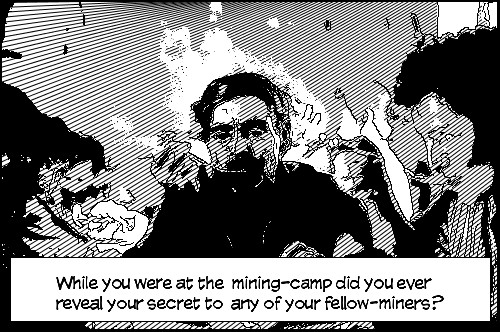 While you were at the mining-camp did you ever
reveal your secret to any of your fellow-miners?